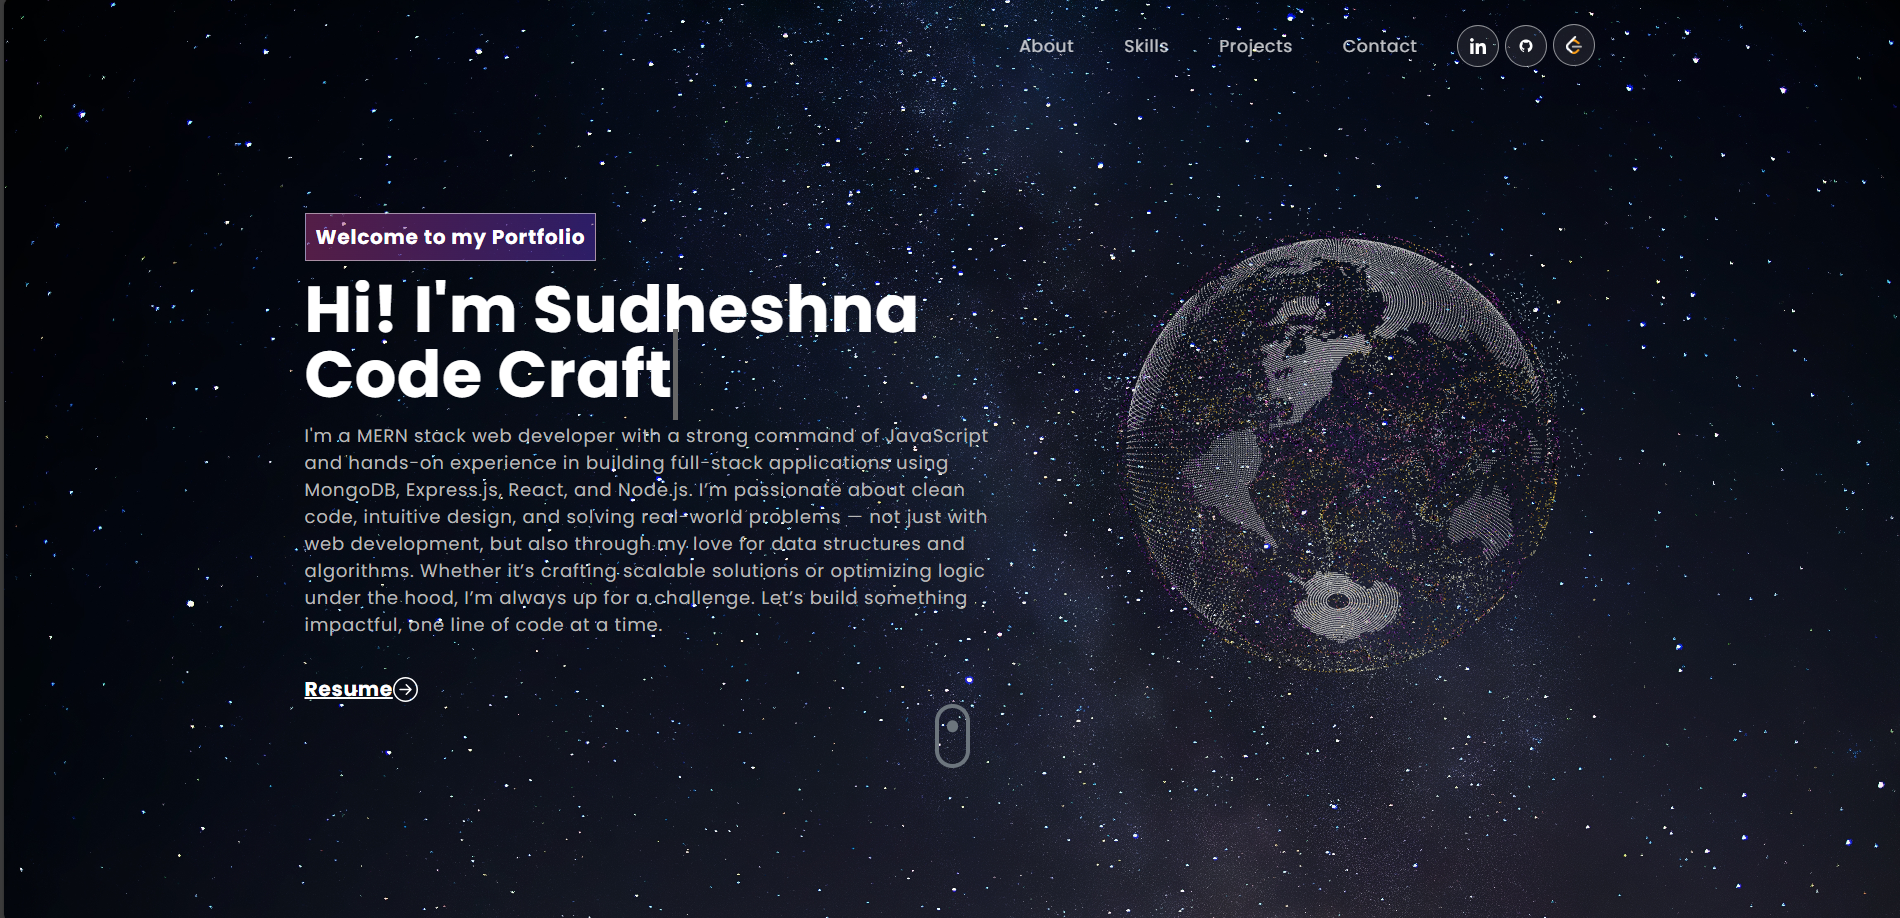 About Skills Projects Contact in
Welcome to my Portfolio
Hi! I'm Sudheshna
Code Craft
I'm a MERN stack web developer with a strong command of JavaScript
and hands-on experience in building full-stack applications using
MongoDB, Express.js, React, and Node.js. I’m passionate about clean
code, intuitive design, and solving real-world problems — not just with
web development, but also through my love for data structures and
algorithms. Whether it’s crafting scalable solutions or optimizing logic
under the hood, I’m always up for a challenge. Let’s build something
impactful, one line of code at a time.
Resume